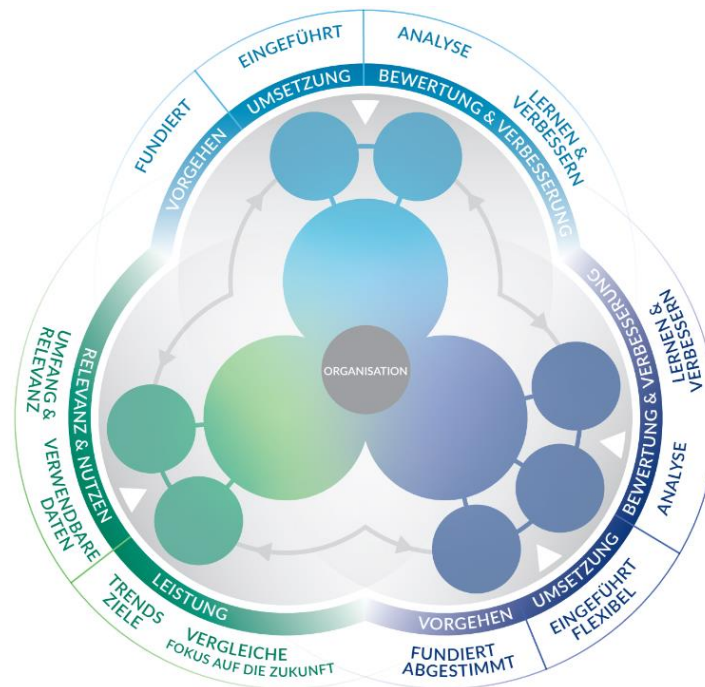 FUNDIERT
EINGEFÜHRT
ANALYSE
LERNEN &
VERBESSERN
VORGEHEN
UMSETZUNG
BEWERTUNG & VERBESSERUNG
ORGANISATION
BEWERTUNG & VERBESSERUNG
LERNEN &
VERBESSERN
ANALYSE
UMSETZUNG
EINGEFÜHRT
FLEXIBEL
VORGEHEN
FUNDIERT
ABGESTIMMT
RELEVANZ & NUTZEN
UMFANG &
RELEVANZ
VERWENDBARE
DATEN
LEISTUNG
TRENDS
ZIELE
VERGLEICHE
FOKUS AUF DIE ZUKUNFT